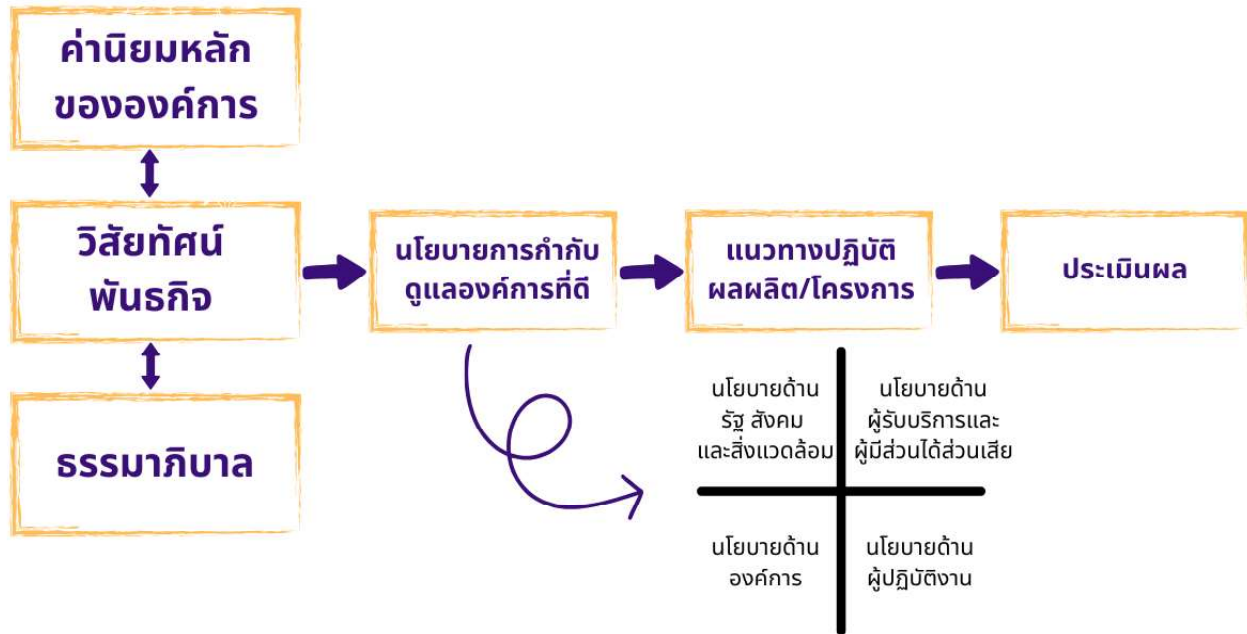 ค่านิยมหลัก
ขององค์การ
วิสัยทัศน์
พันธกิจ
ธรรมาภิบาล
นโยบายการกำกับ
ดูแลองค์การที่ดี
แนวทางปฏิบัติ
ผลผลิต/โครงการ
ประเมินผล
นโยบายด้าน
รัฐ สังคม
และสิ่งแวดล้อม
นโยบายด้าน
ผู้รับบริการและ
ผู้มีส่วนได้ส่วนเสีย
นโยบายด้าน
องค์การ
นโยบายด้าน
ผู้ปฏิบัติงาน